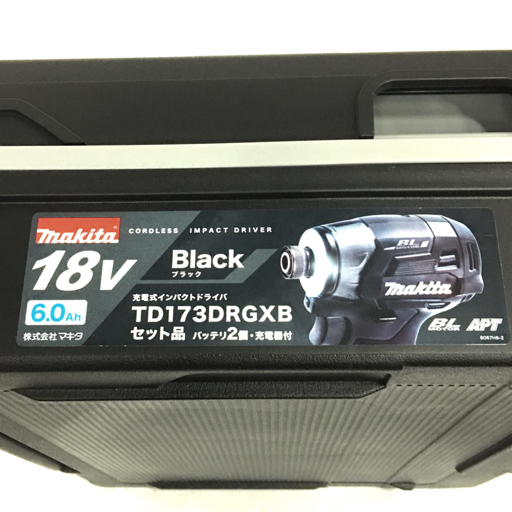 makita
CORDLESS IMPACT DRIVER
18V
Black
ブラック
6.0Ah
充電式インパクトドライバ
TD173DRGXB
セット品 バッテリ2個・充電器付
株式会社マキタ
BL
makita
BL
APT